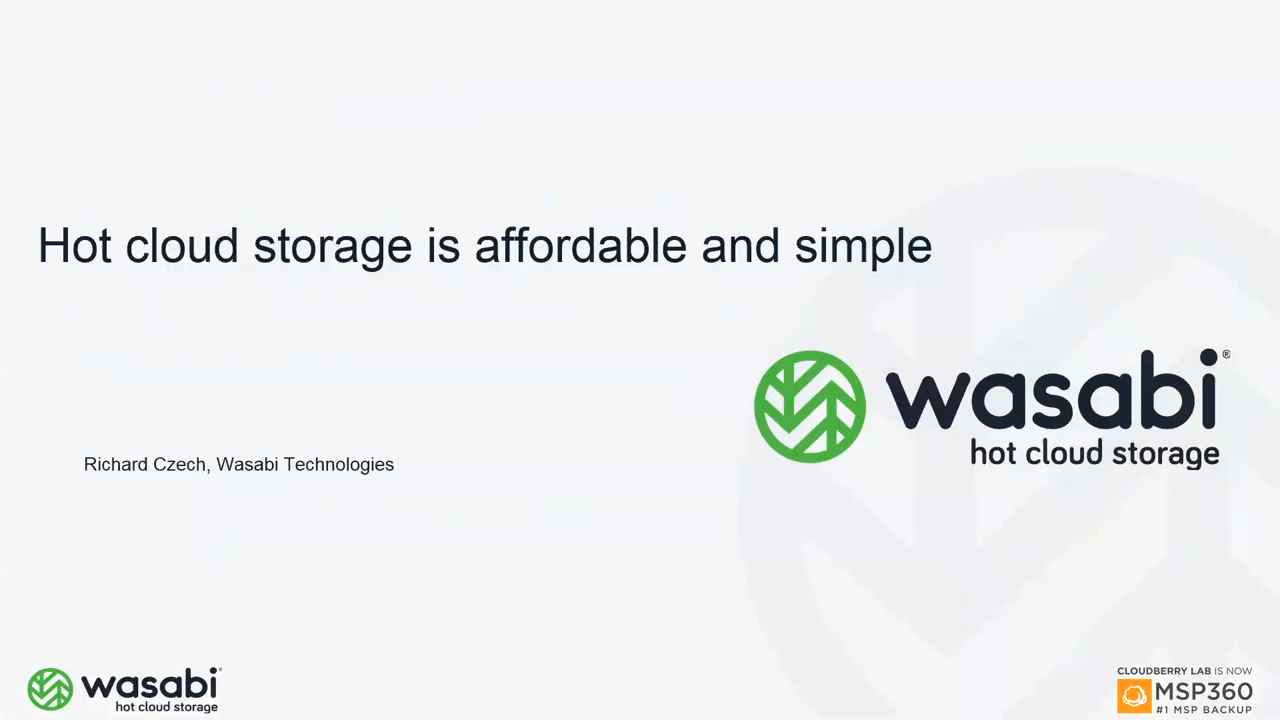 Hot cloud storage is affordable and simple
wasabi®
hot cloud storage
Richard Czech, Wasabi Technologies
wasabi
hot cloud storage
CLOUDBERRY LAB IS NOW
MSP360
#1 MSP BACKUP